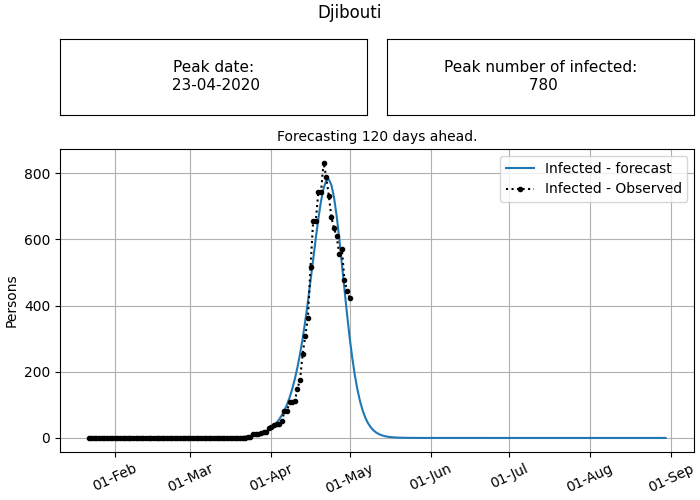 Djibouti
Peak date:
23-04-2020
Peak number of infected:
780
Forecasting 120 days ahead.
Infected - forecast
Infected - Observed
Persons
800
600
400
200
0
01-Feb
01-Mar
01-Apr
01-May
01-Jun
01-Jul
01-Aug
01-Sep